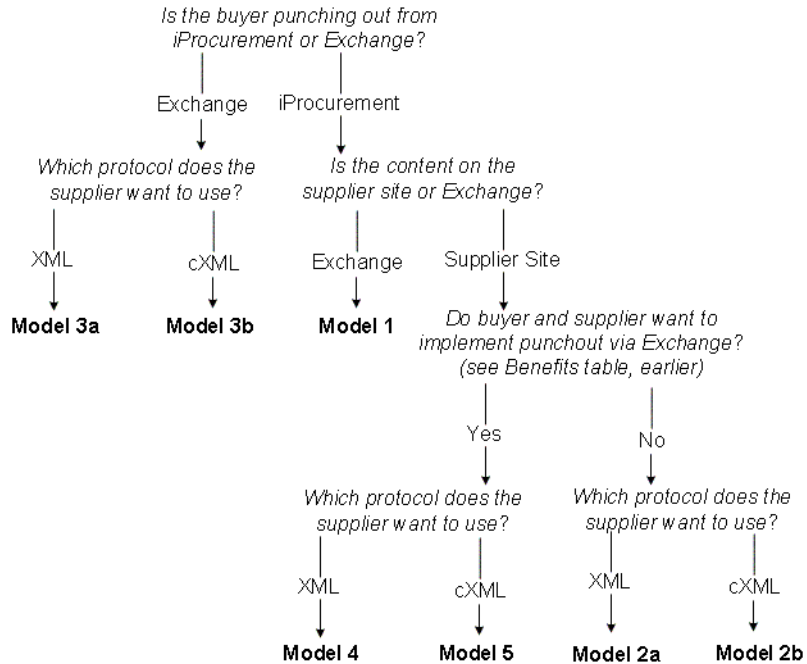 Is the buyer punching out from
iProcurement or Exchange?
Exchange
iProcurement
Which protocol does the
supplier want to use?
Is the content on the
supplier site or Exchange?
XML
cXML
Exchange
Supplier Site
Model 3a
Model 3b
Model 1
Do buyer and supplier want to
implement punchout via Exchange?
(see Benefits table, earlier)
Yes
No
Which protocol does the
supplier want to use?
Which protocol does the
supplier want to use?
XML
cXML
XML
cXML
Model 4
Model 5
Model 2a
Model 2b